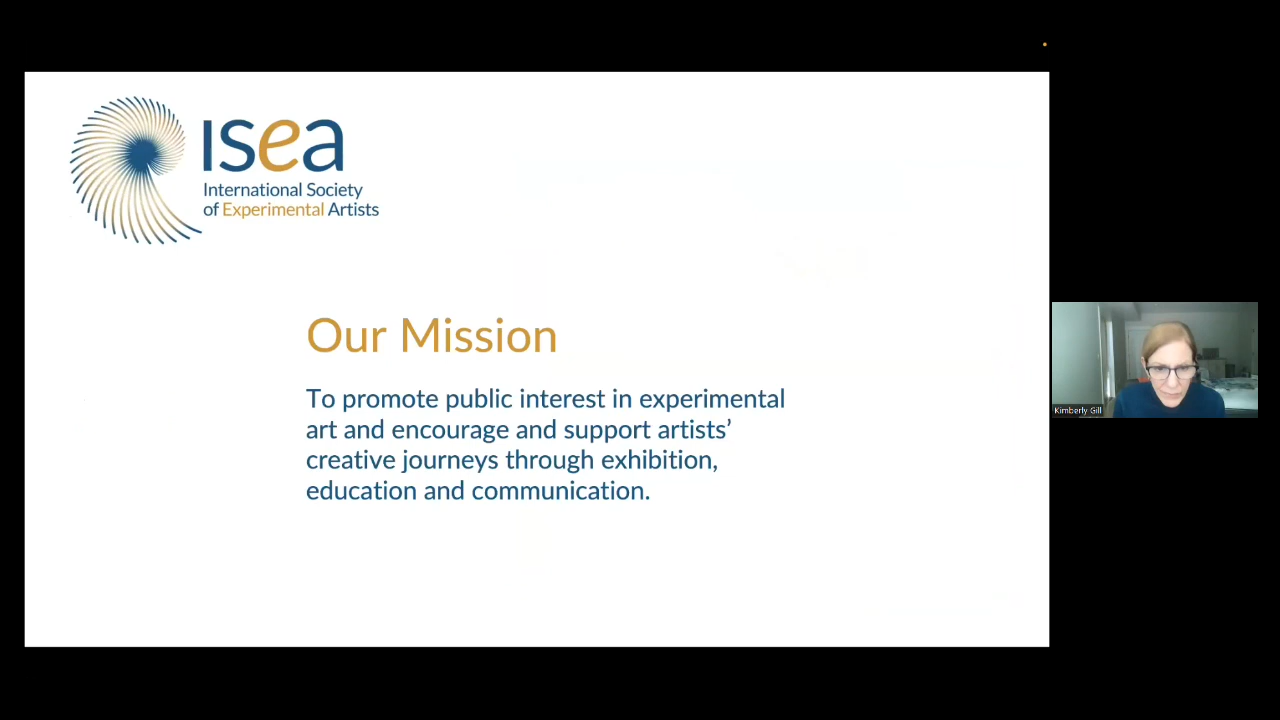 ısea
International Society
of Experimental Artists
Our Mission
To promote public interest in experimental
art and encourage and support artists’
creative journeys through exhibition,
education and communication.
Kimberly Gill